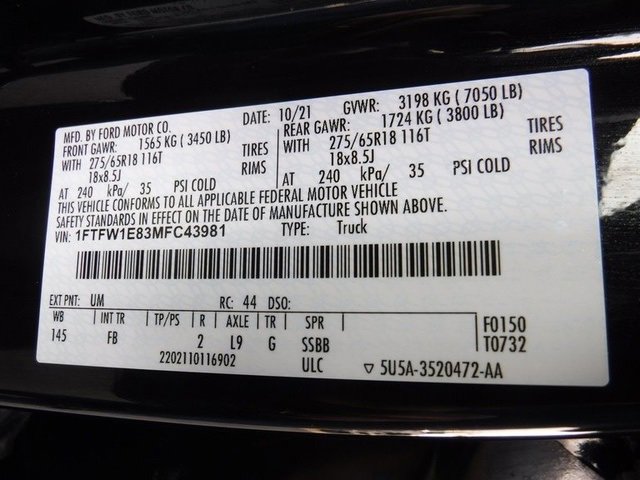 MFD. BY FORD MOTOR CO. DATE: 10/21 GVWR: 3198 KG ( 7050 LB)
FRONT GAWR: 1565 KG ( 3450 LB) REAR GAWR: 1724 KG ( 3800 LB)
WITH 275/65R18 116T TIRES WITH 275/65R18 116T TIRES
18x8.5J RIMS 18x8.5J RIMS
AT 240 kPa/ 35 PSI COLD AT 240 kPa/ 35 PSI COLD
THIS VEHICLE CONFORMS TO ALL APPLICABLE FEDERAL MOTOR VEHICLE
SAFETY STANDARDS IN EFFECT ON THE DATE OF MANUFACTURE SHOWN ABOVE.
VIN: 1FTFW1E83MFC43981 TYPE: Truck
EXT PNT: UM RC: 44 DSO:
WB INT TR TP/PS R AXLE TR SPR F0150
145 FB 2 L9 G SSBB T0732
2202110116902 ULC ▽ 5U5A-3520472-AA